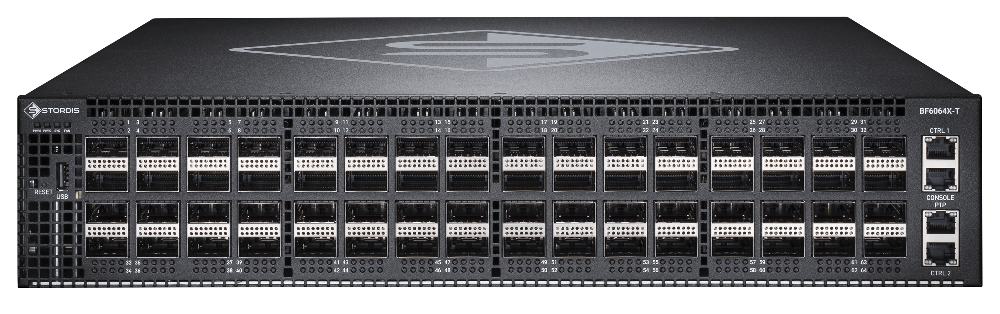 STORDIS
BF6064X-T
PWR1 PWR2 SYS FAN
1 3 5 7 9 11 13 15 17 19 21 23 25 27 29 31
2 4 6 8 10 12 14 16 18 20 22 24 26 28 30 32
CTRL 1
RESET
USB
CONSOLE
PTP
33 35 37 39 41 43 45 47 49 51 53 55 57 59 61 63
34 36 38 40 42 44 46 48 50 52 54 56 58 60 62 64
CTRL 2